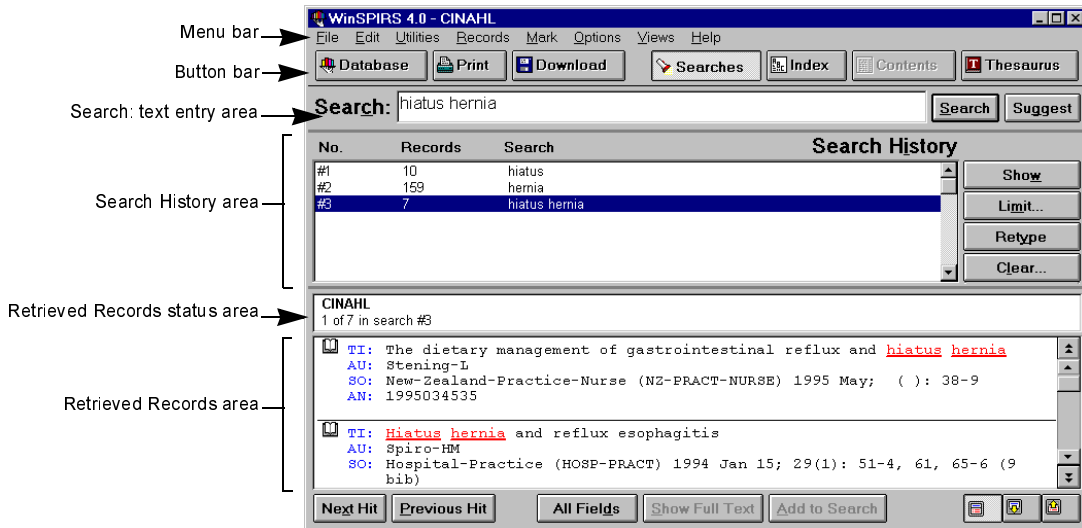 WinSPIRS 4.0 - CINAHL
Menu bar
File Edit Utilities Records Mark Options Views Help
Button bar
Database Print Download Searches Index Contents Thesaurus
Search: text entry area
Search: hiatus hernia Search Suggest
Search History area
No. Records Search Search History
#1 10 hiatus
#2 159 hernia
#3 7 hiatus hernia
Show
Limit...
Retype
Clear...
Retrieved Records status area
CINAHL
1 of 7 in search #3
Retrieved Records area
TI: The dietary management of gastrointestinal reflux and hiatus hernia
AU: Stening-L
SO: New-Zealand-Practice-Nurse (NZ-PRACT-NURSE) 1995 May; ( ): 38-9
AN: 1995034535
TI: Hiatus hernia and reflux esophagitis
AU: Spiro-HM
SO: Hospital-Practice (HOSP-PRACT) 1994 Jan 15; 29(1): 51-4, 61, 65-6 (9
bib)
Next Hit Previous Hit All Fields Show Full Text Add to Search